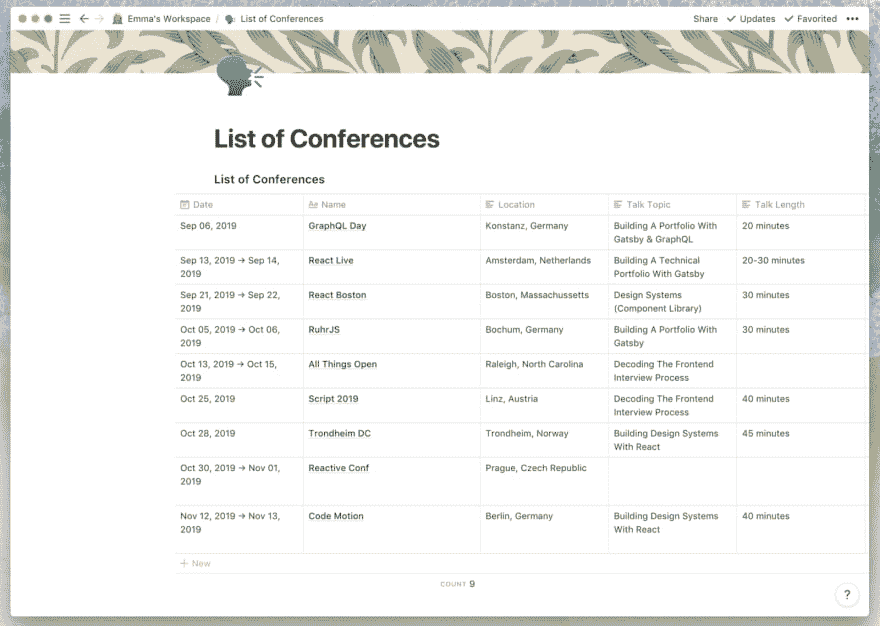 Emma's Workspace / List of Conferences
Share Updates Favorited
List of Conferences
List of Conferences
Date Name Location Talk Topic Talk Length
Sep 06, 2019 GraphQL Day Konstanz, Germany Building A Portfolio With 20 minutes
Gatsby & GraphQL
Sep 13, 2019 → Sep 14, React Live Amsterdam, Netherlands Building A Technical 20-30 minutes
2019 Portfolio With Gatsby
Sep 21, 2019 → Sep 22, React Boston Boston, Massachussetts Design Systems 30 minutes
2019 (Component Library)
Oct 05, 2019 → Oct 06, RuhrJS Bochum, Germany Building A Portfolio With 30 minutes
2019 Gatsby
Oct 13, 2019 → Oct 15, All Things Open Raleigh, North Carolina Decoding The Frontend
2019 Interview Process
Oct 25, 2019 Script 2019 Linz, Austria Decoding The Frontend 40 minutes
Interview Process
Oct 28, 2019 Trondheim DC Trondheim, Norway Building Design Systems 45 minutes
With React
Oct 30, 2019 → Nov 01, Reactive Conf Prague, Czech Republic
2019
Nov 12, 2019 → Nov 13, Code Motion Berlin, Germany Building Design Systems 40 minutes
2019 With React
+ New
COUNT 9
?